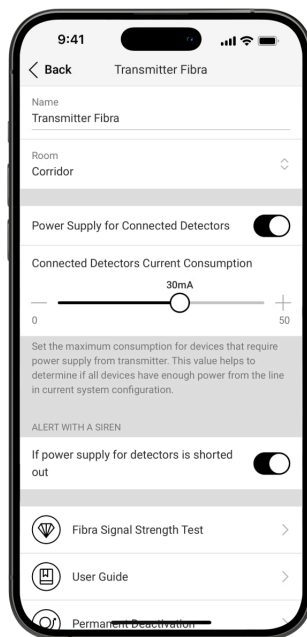 9:41
Back Transmitter Fibra
Name
Transmitter Fibra
Room
Corridor
Power Supply for Connected Detectors
Connected Detectors Current Consumption
30mA
0 50
Set the maximum consumption for devices that require
power supply from transmitter. This value helps to
determine if all devices have enough power from the line
in current system configuration.
ALERT WITH A SIREN
If power supply for detectors is shorted
out
Fibra Signal Strength Test
User Guide
Permanent Deactivation